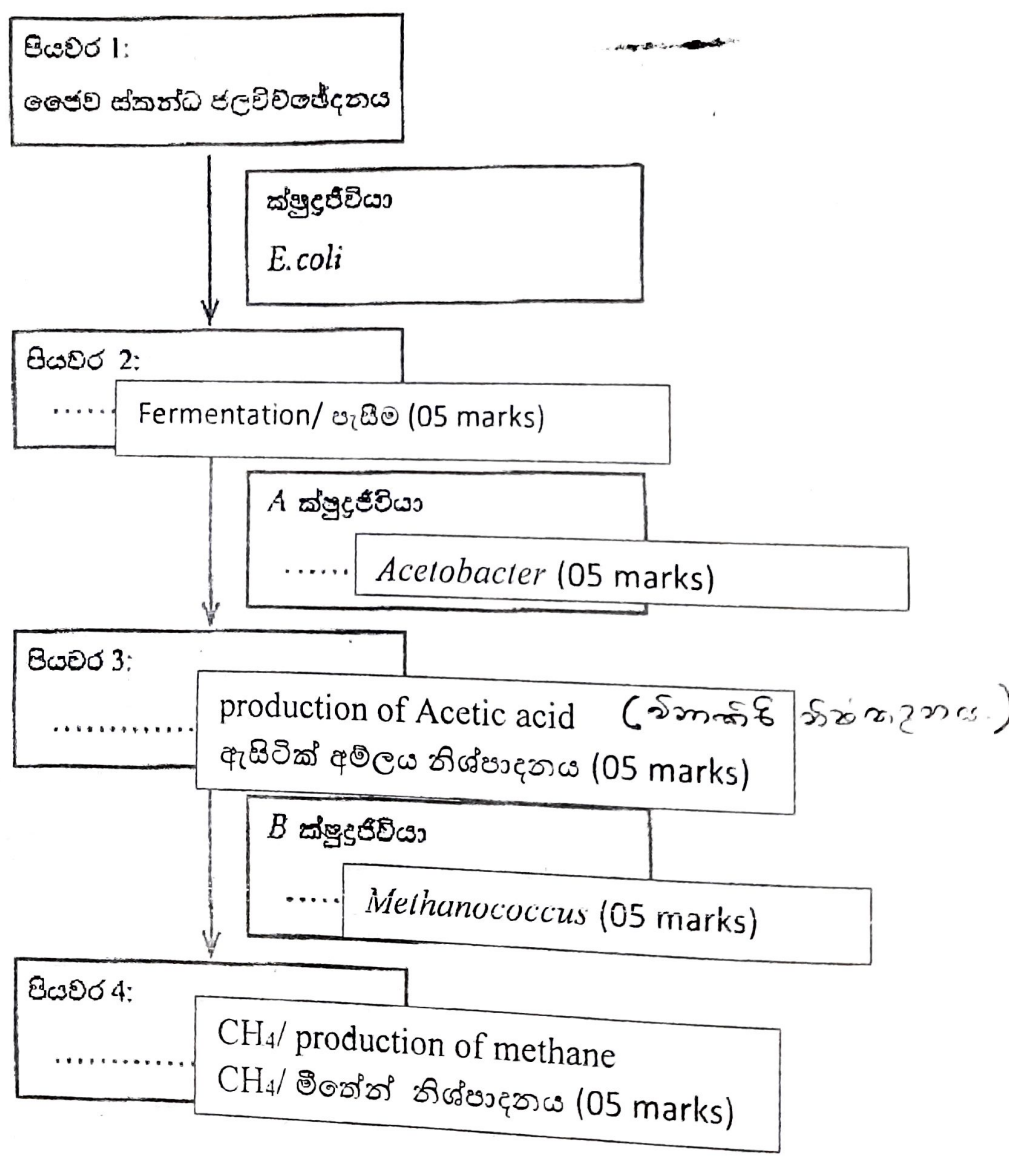 පියවර 1:
ජෛව ස්කන්ධ ජලවිච්ඡේදනය
ක්ෂුද්‍රජීවියා
E.coli
පියවර 2:
......
Fermentation/ පැසීම (05 marks)
A ක්ෂුද්‍රජීවියා
......
Acetobacter (05 marks)
පියවර 3:
.............
production of Acetic acid (විනාකිරි නිෂ්පාදනය.)
ඇසිටික් අම්ලය නිශ්පාදනය (05 marks)
B ක්ෂුද්‍රජීවියා
.....
Methanococcus (05 marks)
පියවර 4:
.............
CH₄/ production of methane
CH₄/ මීතේන් නිශ්පාදනය (05 marks)